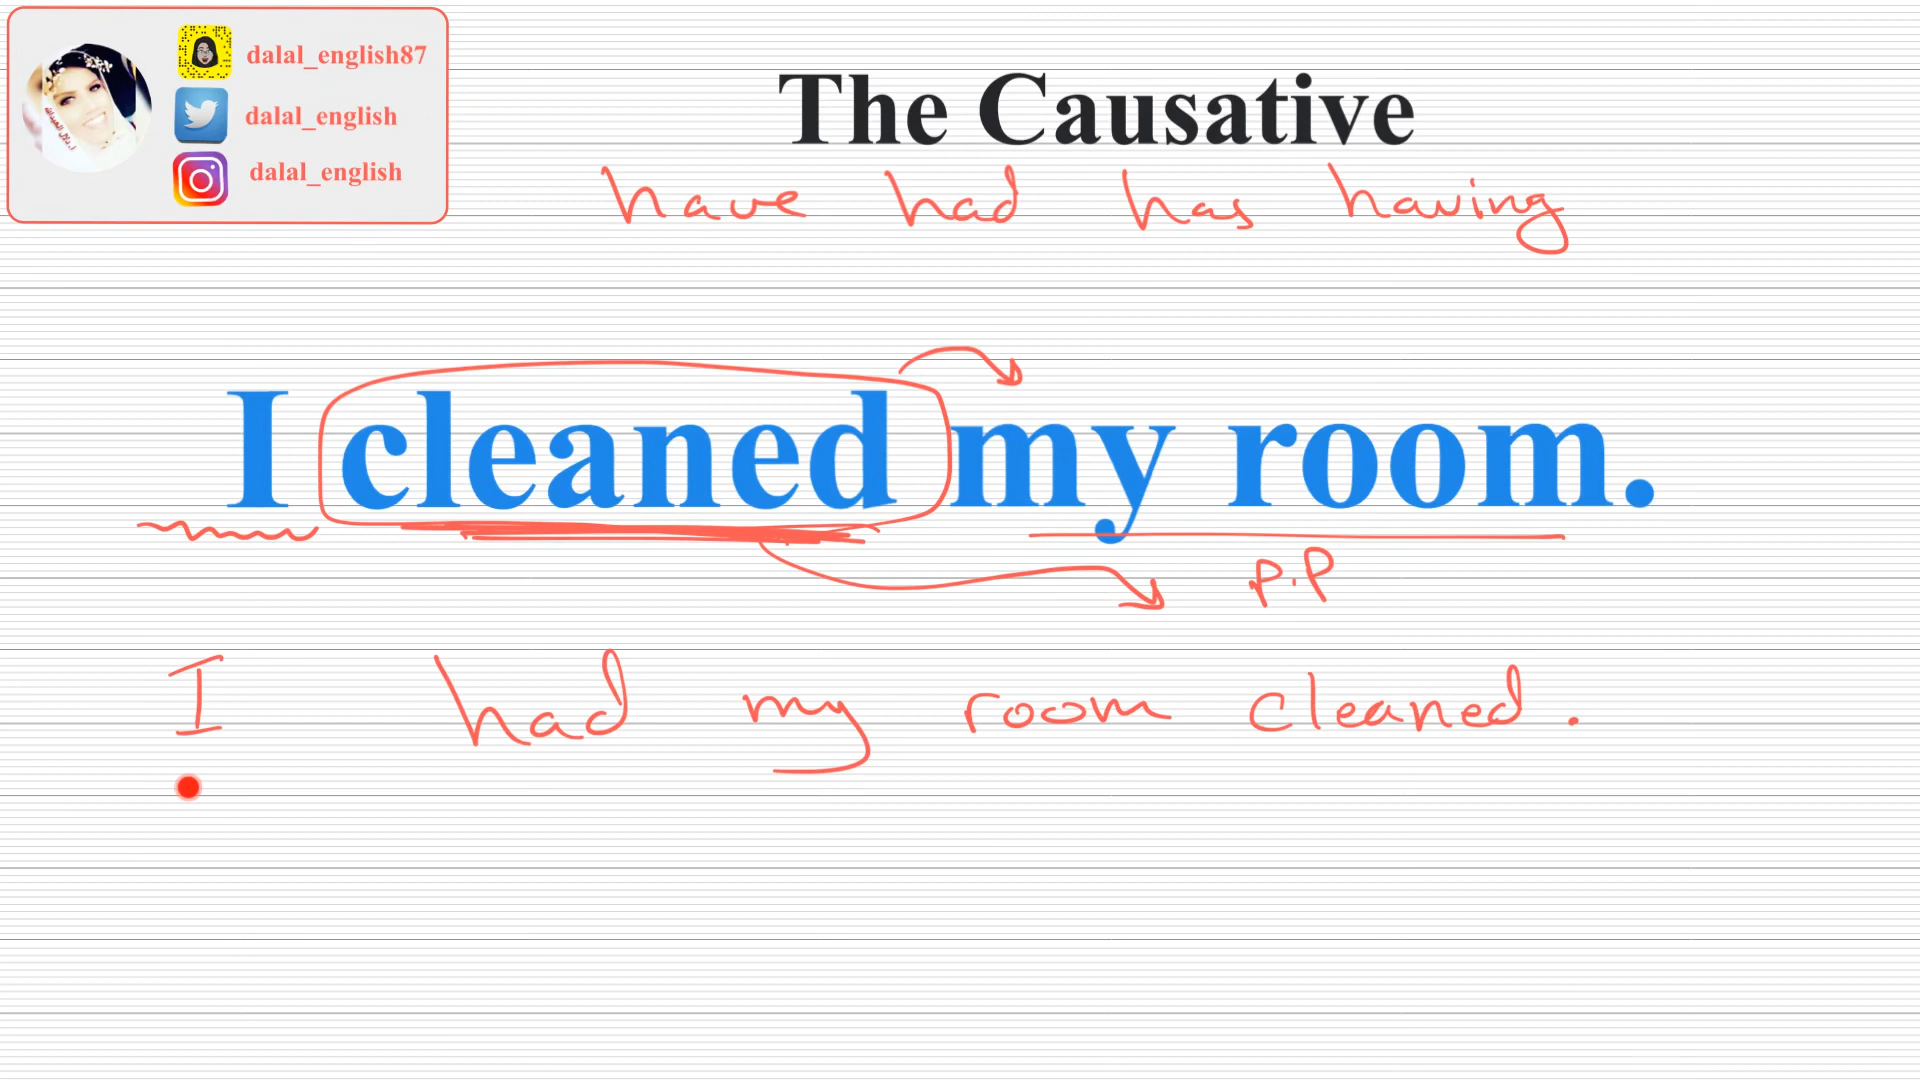 dalal_english87
dalal_english
dalal_english
The Causative
have had has having
I cleaned my room.
P.P
I had my room cleaned.